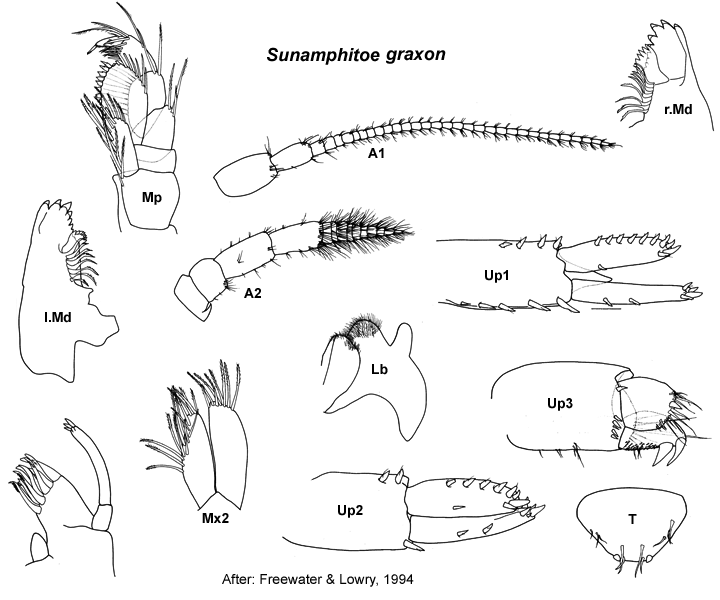 Sunamphitoe graxon
r.Md
A1
Mp
A2
Up1
l.Md
Lb
Up3
Mx2
Up2
T
After: Freewater & Lowry, 1994